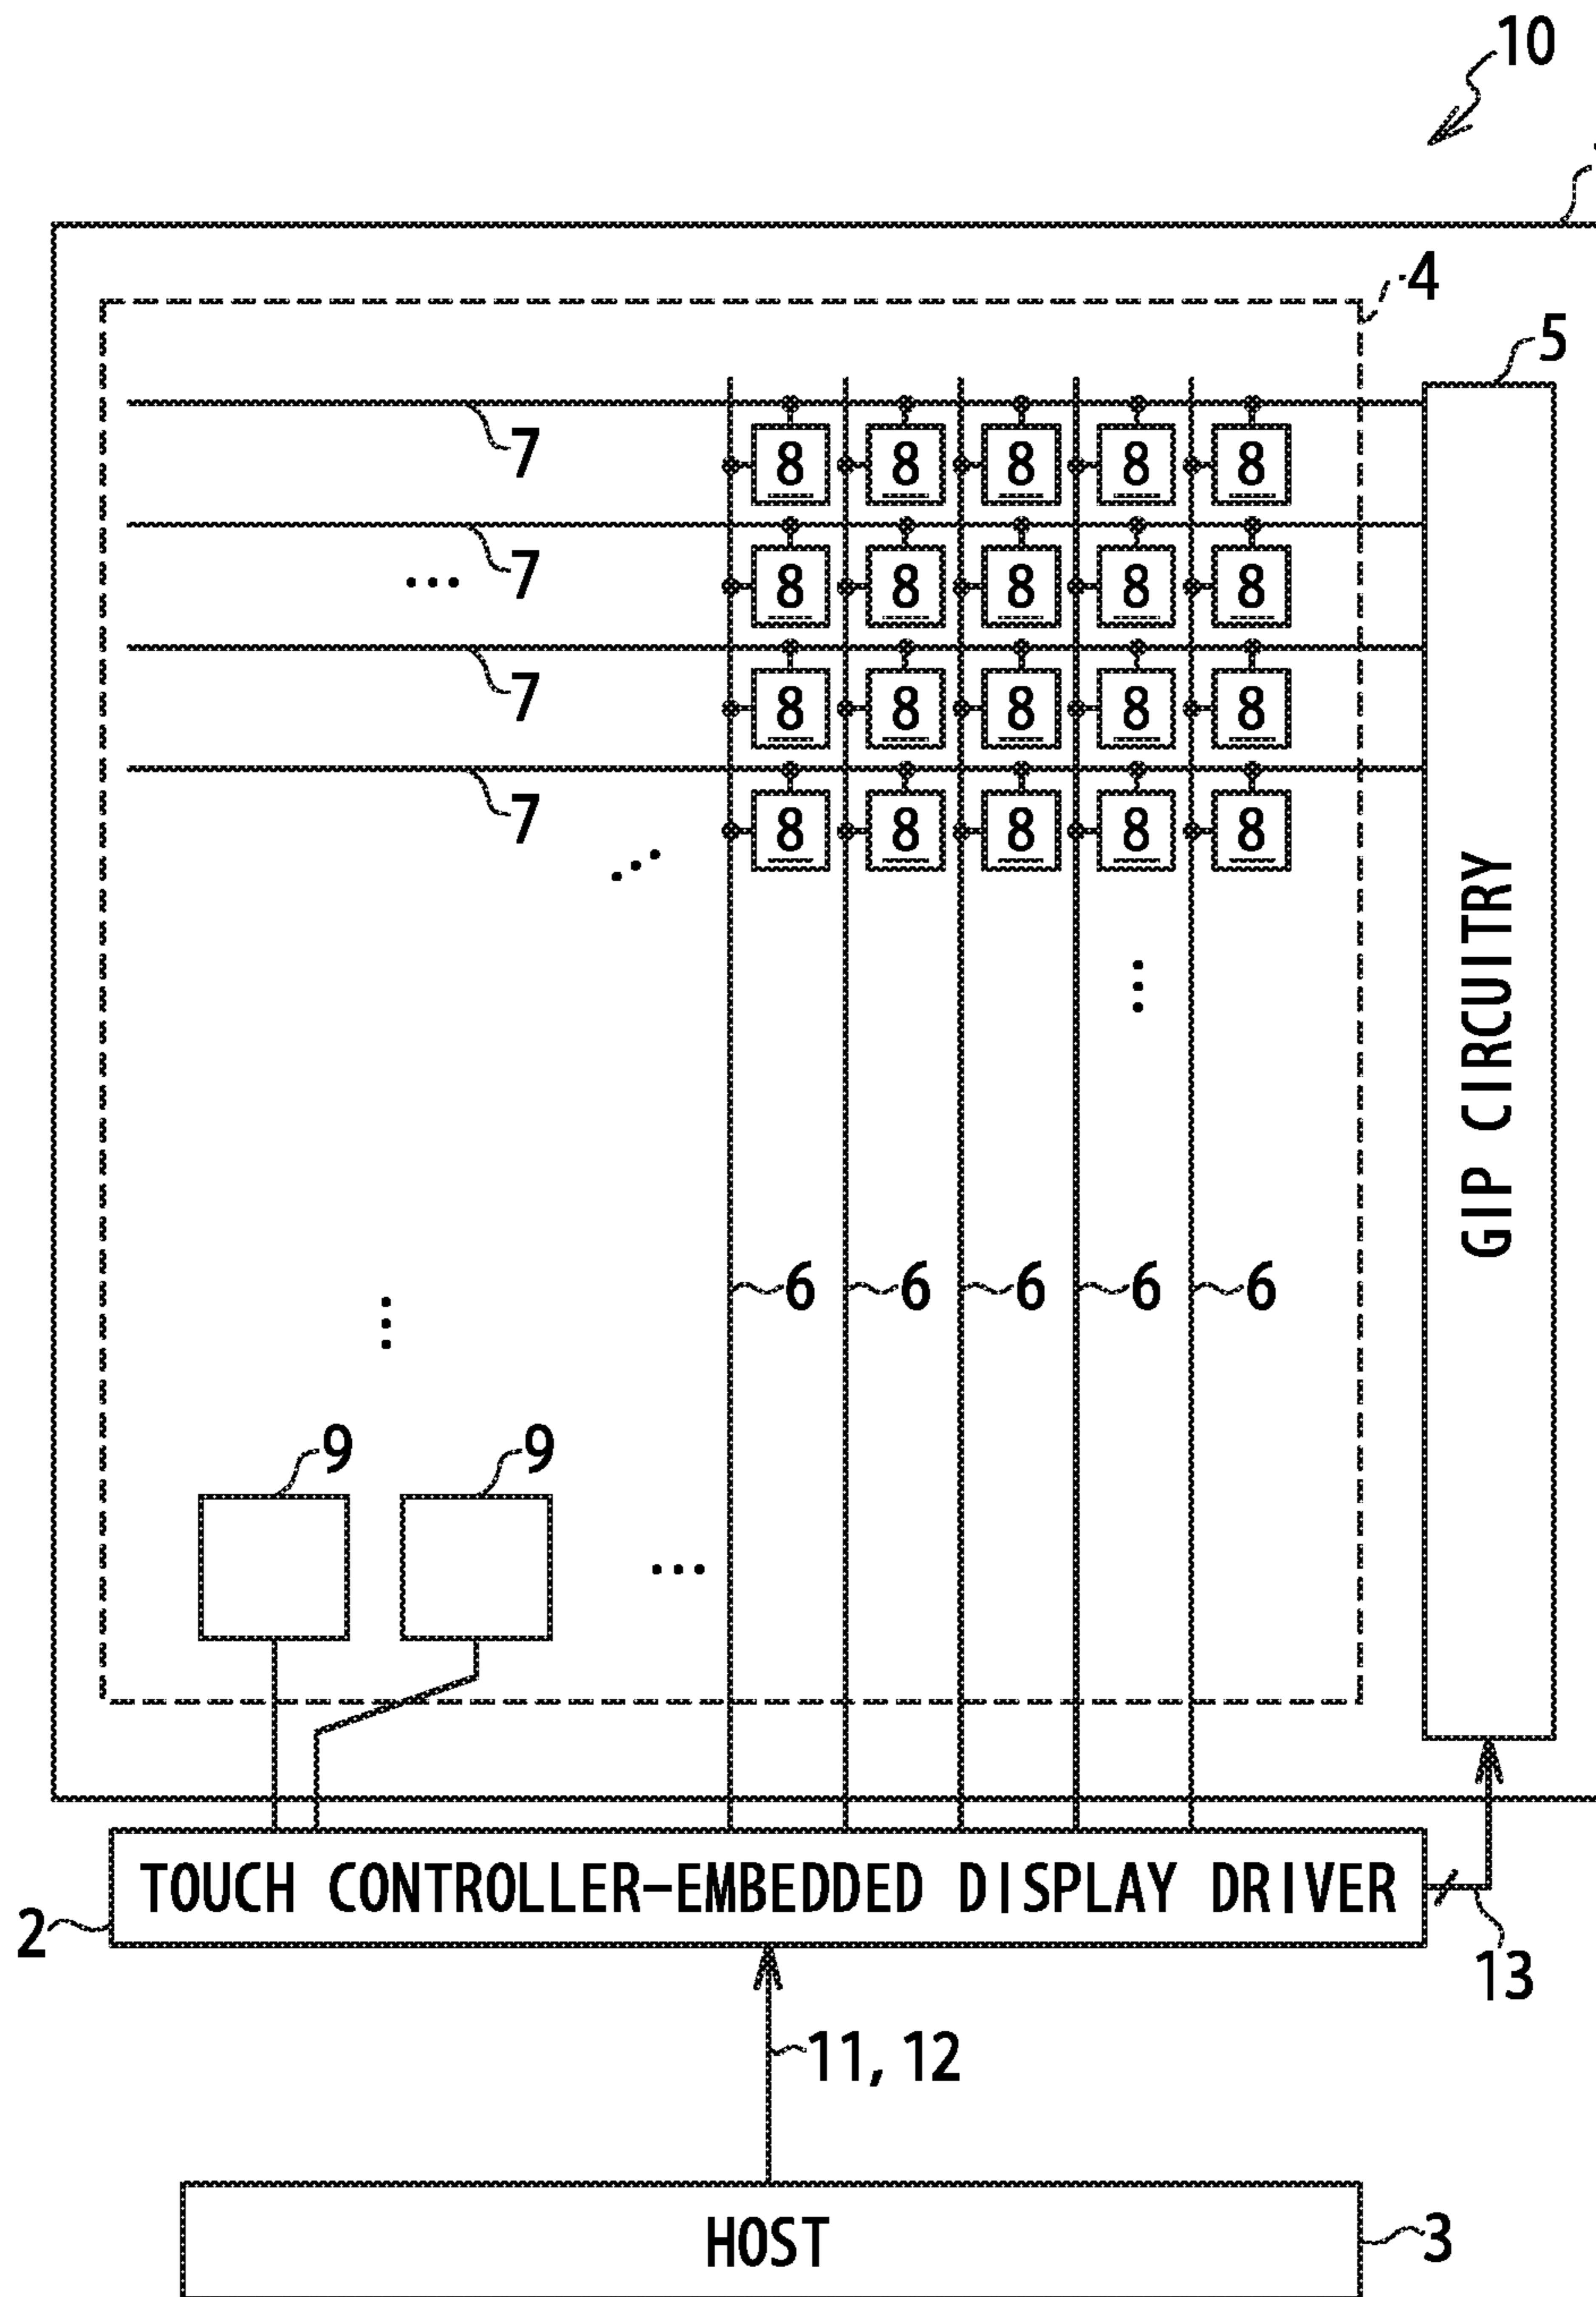 10
4
5
7
8 8 8 8 8
7
8 8 8 8 8
7
8 8 8 8 8
7
8 8 8 8 8
GIP CIRCUITRY
6 6 6 6 6
9 9
TOUCH CONTROLLER-EMBEDDED DISPLAY DRIVER
2
13
11, 12
HOST
3